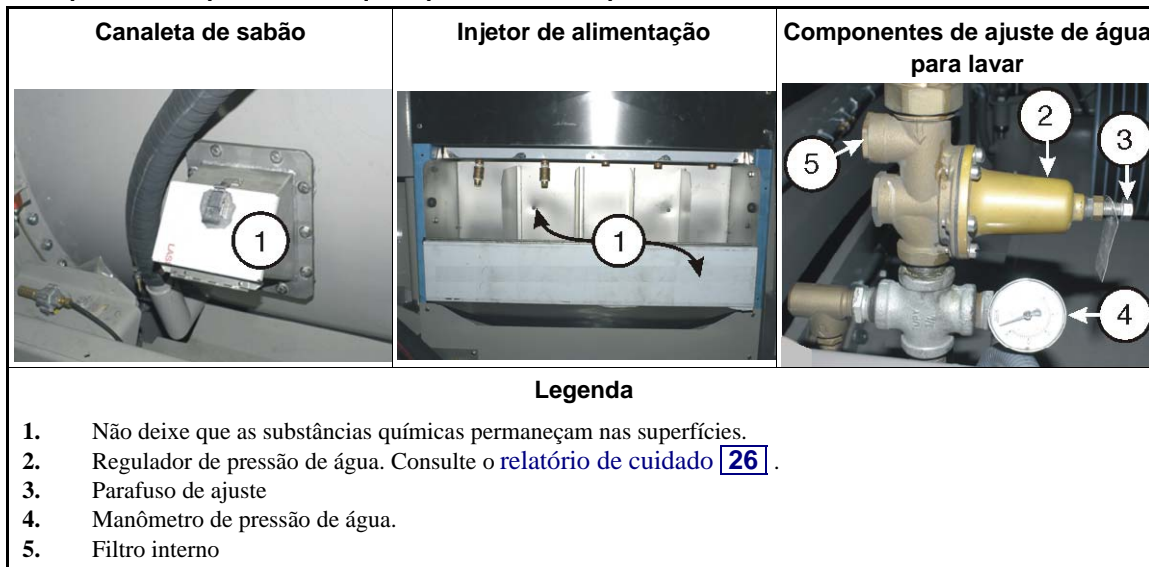 Canaleta de sabão
Injetor de alimentação
Componentes de ajuste de água
para lavar
1
1
2
3
5
4
Legenda
1. Não deixe que as substâncias químicas permaneçam nas superfícies.
2. Regulador de pressão de água. Consulte o relatório de cuidado 26 .
3. Parafuso de ajuste
4. Manômetro de pressão de água.
5. Filtro interno